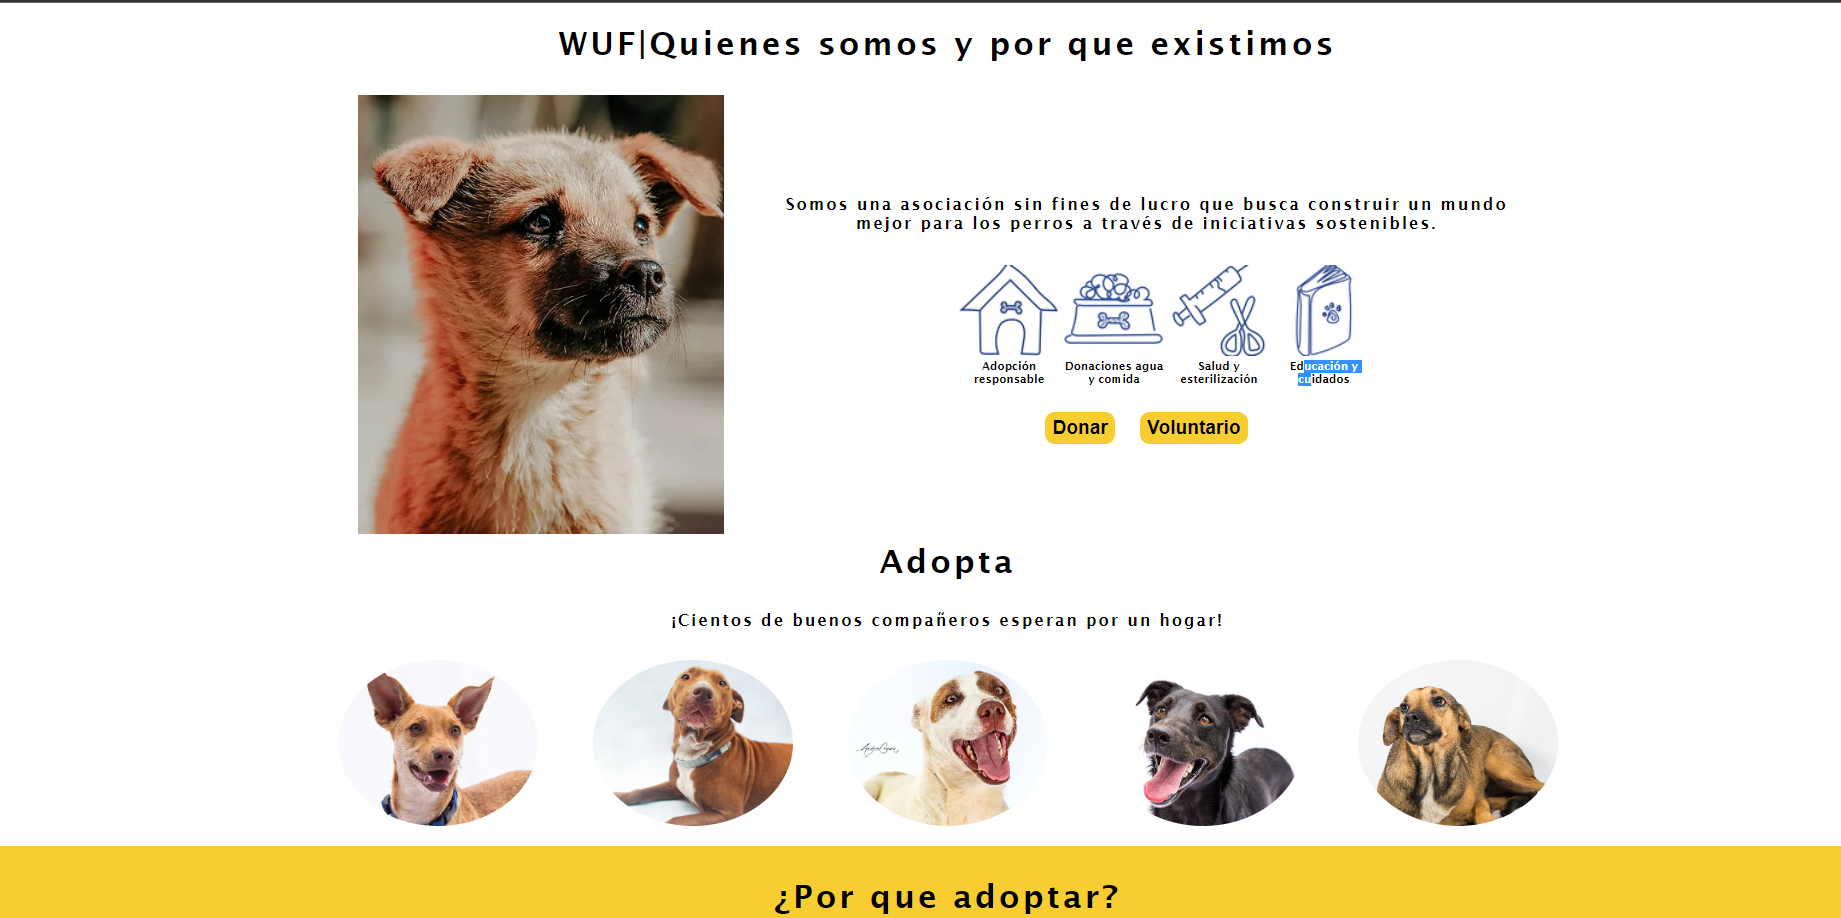 WUF|Quienes somos y por que existimos
Somos una asociación sin fines de lucro que busca construir un mundo
mejor para los perros a través de iniciativas sostenibles.
Adopción
responsable
Donaciones agua
y comida
Salud y
esterilización
Educación y
cuidados
Donar
Voluntario
Adopta
¡Cientos de buenos compañeros esperan por un hogar!
¿Por que adoptar?